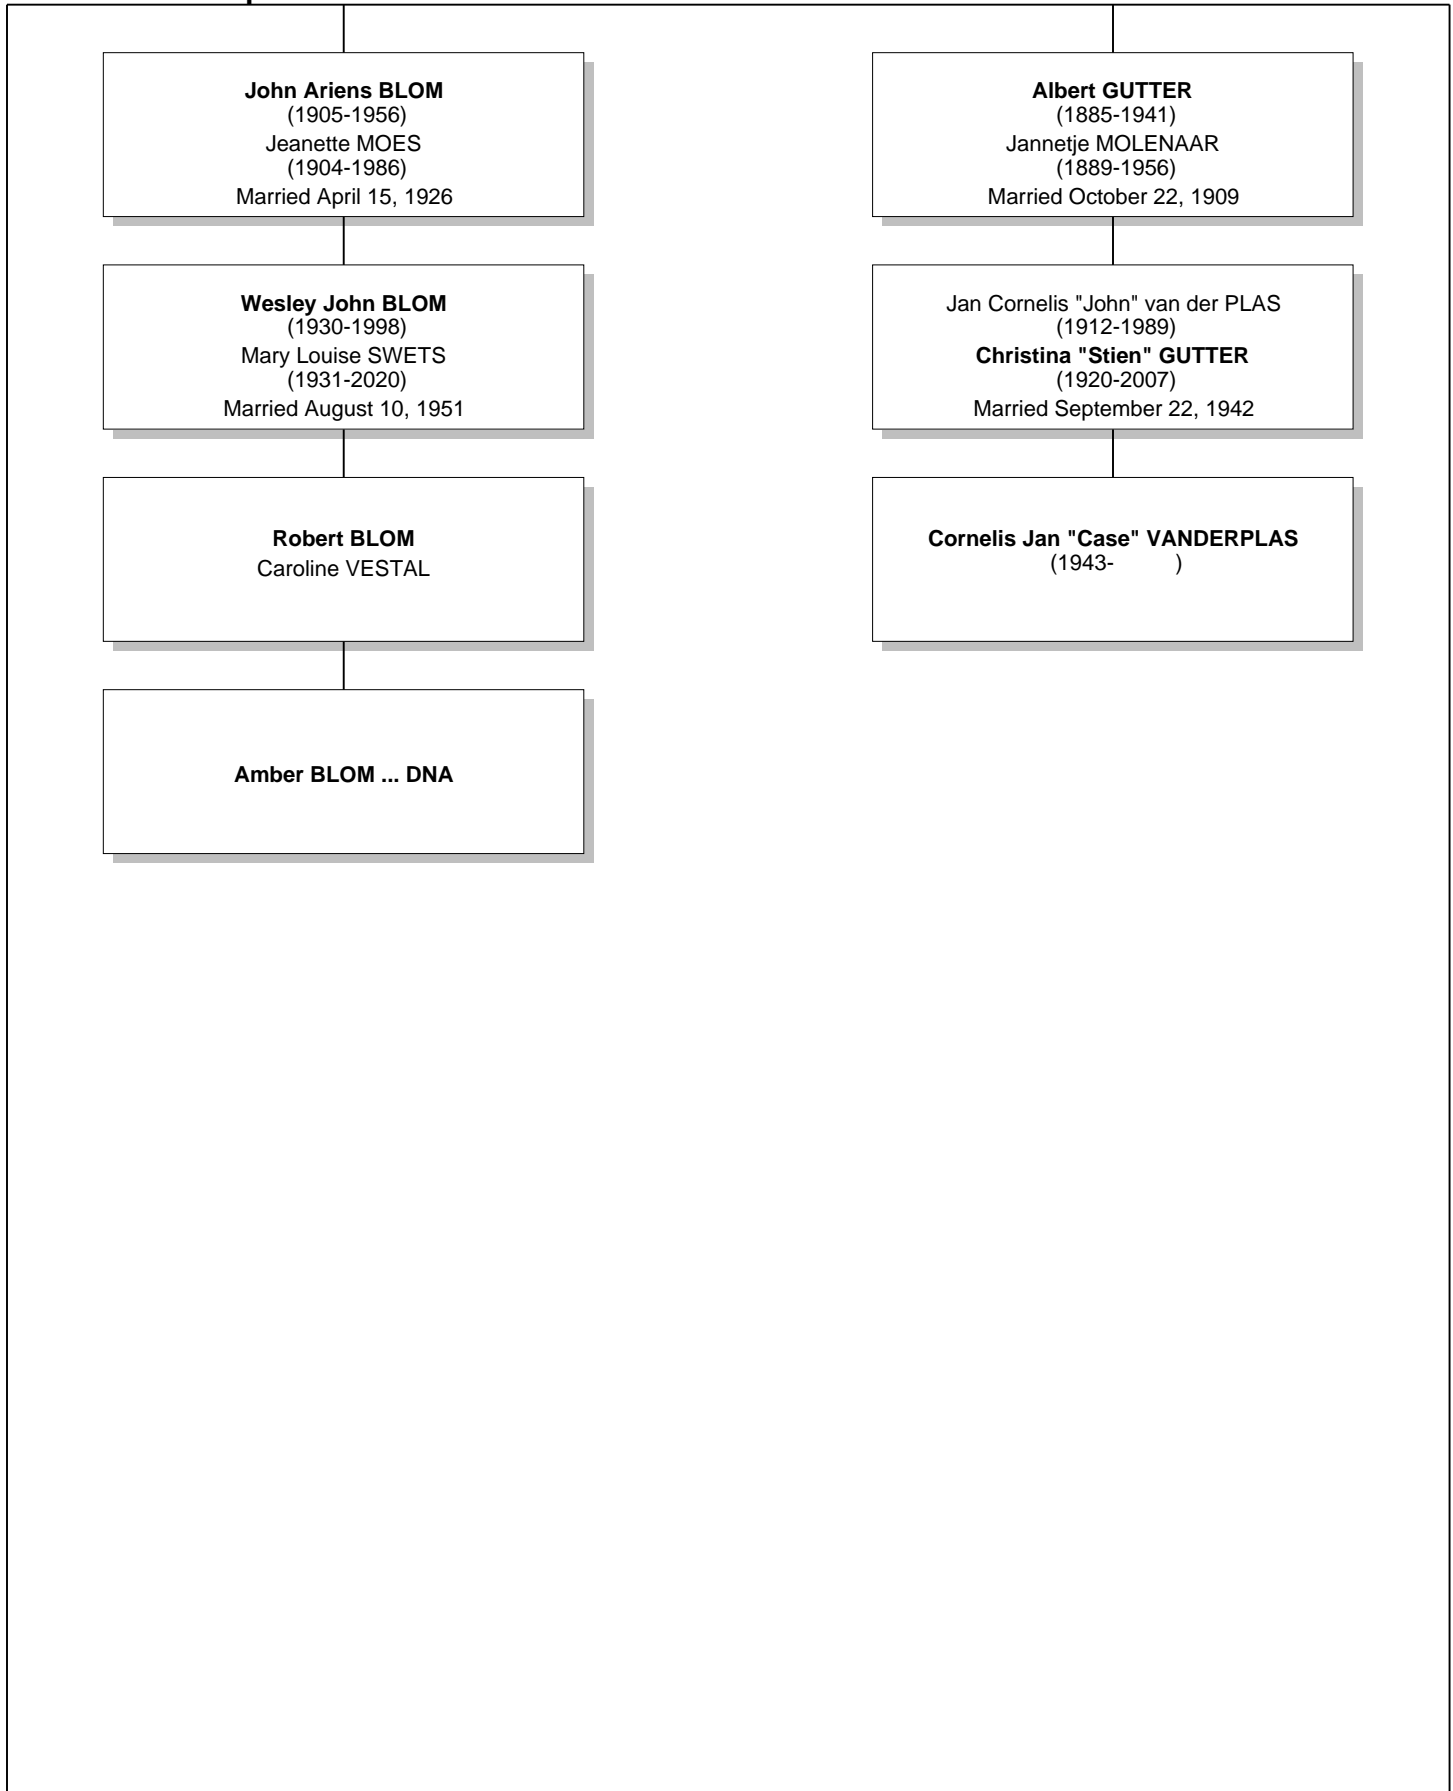 John Ariens BLOM
(1905-1956)
Jeanette MOES
(1904-1986)
Married April 15, 1926
Albert GUTTER
(1885-1941)
Jannetje MOLENAAR
(1889-1956)
Married October 22, 1909
Wesley John BLOM
(1930-1998)
Mary Louise SWETS
(1931-2020)
Married August 10, 1951
Jan Cornelis "John" van der PLAS
(1912-1989)
Christina "Stien" GUTTER
(1920-2007)
Married September 22, 1942
Robert BLOM
Caroline VESTAL
Cornelis Jan "Case" VANDERPLAS
(1943- )
Amber BLOM ... DNA